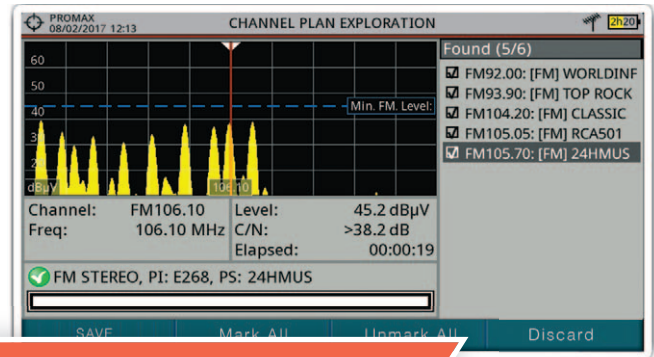 PROMAX
08/02/2017 12:13
CHANNEL PLAN EXPLORATION
2h20
60
50
40
Min. FM. Level:
dBµV
106.10
Found (5/6)
FM92.00: [FM] WORLDINF
FM93.90: [FM] TOP ROCK
FM104.20: [FM] CLASSIC
FM105.05: [FM] RCA501
FM105.70: [FM] 24HMUS
Channel: FM106.10
Freq: 106.10 MHz
Level: 45.2 dBµV
C/N: >38.2 dB
Elapsed: 00:00:19
FM STEREO, PI: E268, PS: 24HMUS
SAVE Mark All Unmark All Discard